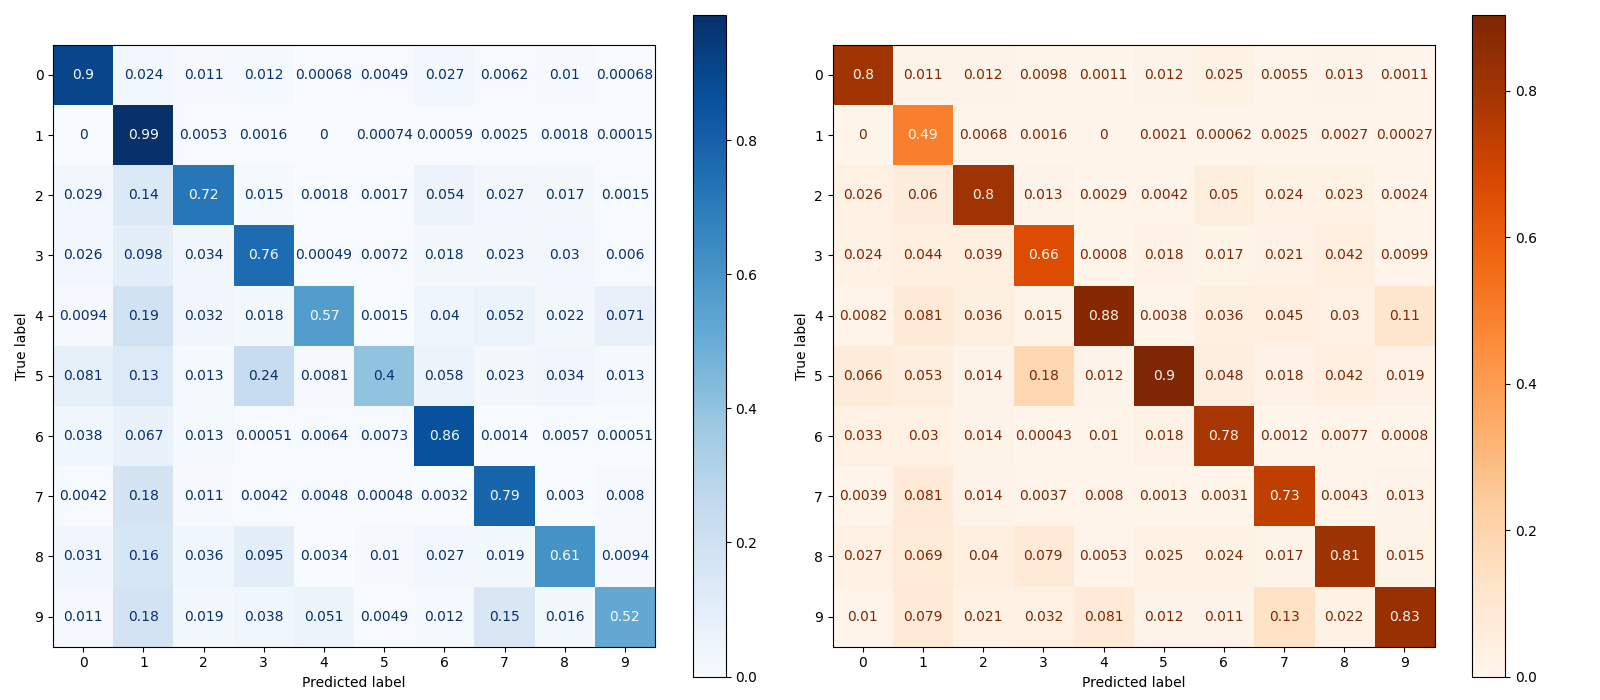 0 0.9 0.024 0.011 0.012 0.00068 0.0049 0.027 0.0062 0.01 0.00068
1 0 0.99 0.0053 0.0016 0 0.00074 0.00059 0.0025 0.0018 0.00015
2 0.029 0.14 0.72 0.015 0.0018 0.0017 0.054 0.027 0.017 0.0015
3 0.026 0.098 0.034 0.76 0.00049 0.0072 0.018 0.023 0.03 0.006
4 0.0094 0.19 0.032 0.018 0.57 0.0015 0.04 0.052 0.022 0.071
5 0.081 0.13 0.013 0.24 0.0081 0.4 0.058 0.023 0.034 0.013
6 0.038 0.067 0.013 0.00051 0.0064 0.0073 0.86 0.0014 0.0057 0.00051
7 0.0042 0.18 0.011 0.0042 0.0048 0.00048 0.0032 0.79 0.003 0.008
8 0.031 0.16 0.036 0.095 0.0034 0.01 0.027 0.019 0.61 0.0094
9 0.011 0.18 0.019 0.038 0.051 0.0049 0.012 0.15 0.016 0.52
0 1 2 3 4 5 6 7 8 9
Predicted label
True label
0.8
0.6
0.4
0.2
0.0
0 0.8 0.011 0.012 0.0098 0.0011 0.012 0.025 0.0055 0.013 0.0011
1 0 0.49 0.0068 0.0016 0 0.0021 0.00062 0.0025 0.0027 0.00027
2 0.026 0.06 0.8 0.013 0.0029 0.0042 0.05 0.024 0.023 0.0024
3 0.024 0.044 0.039 0.66 0.0008 0.018 0.017 0.021 0.042 0.0099
4 0.0082 0.081 0.036 0.015 0.88 0.0038 0.036 0.045 0.03 0.11
5 0.066 0.053 0.014 0.18 0.012 0.9 0.048 0.018 0.042 0.019
6 0.033 0.03 0.014 0.00043 0.01 0.018 0.78 0.0012 0.0077 0.0008
7 0.0039 0.081 0.014 0.0037 0.008 0.0013 0.0031 0.73 0.0043 0.013
8 0.027 0.069 0.04 0.079 0.0053 0.025 0.024 0.017 0.81 0.015
9 0.01 0.079 0.021 0.032 0.081 0.012 0.011 0.13 0.022 0.83
0 1 2 3 4 5 6 7 8 9
Predicted label
True label
0.8
0.6
0.4
0.2
0.0